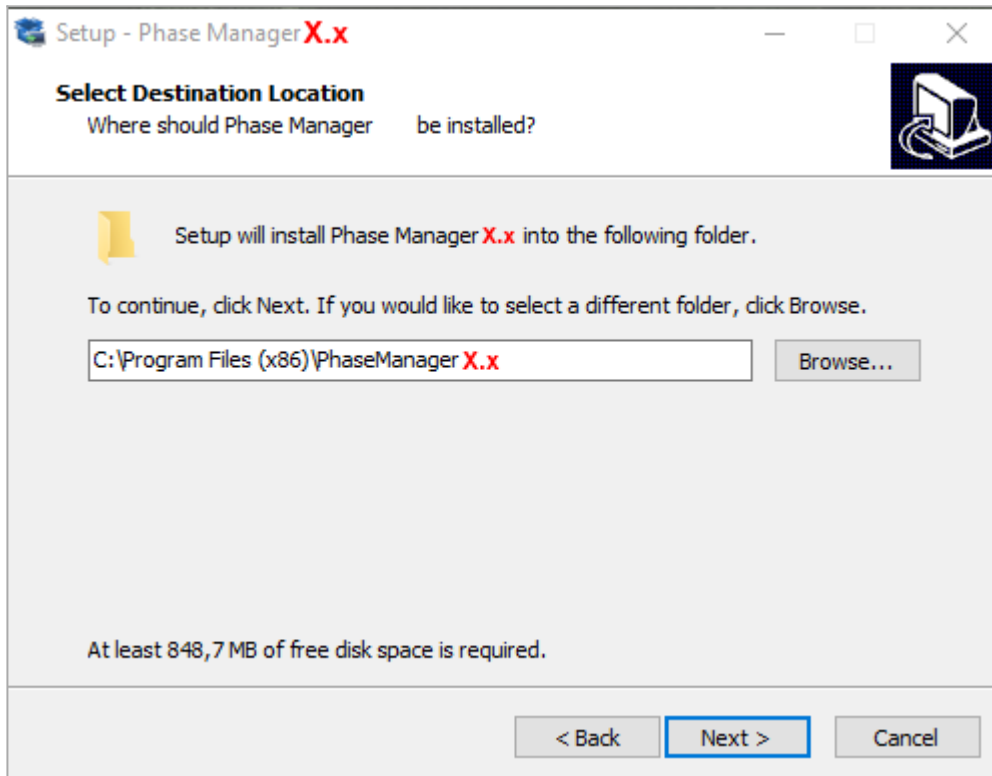 Setup - Phase Manager X.x
Select Destination Location
Where should Phase Manager be installed?
Setup will install Phase Manager X.x into the following folder.
To continue, click Next. If you would like to select a different folder, click Browse.
C:\Program Files (x86)\PhaseManager X.x
Browse...
At least 848,7 MB of free disk space is required.
< Back Next > Cancel